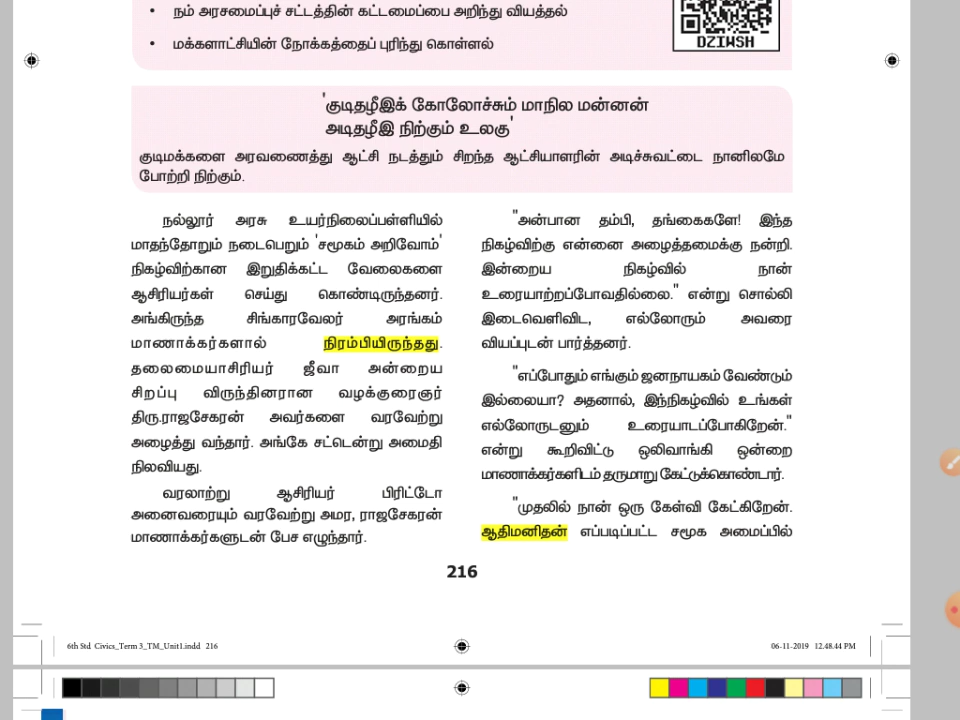 • நம் அரசமைப்புச் சட்டத்தின் கட்டமைப்பை அறிந்து வியத்தல்
• மக்களாட்சியின் நோக்கத்தைப் புரிந்து கொள்ளல்
DZIWSH
'குடிதழீஇக் கோலோச்சும் மாநில மன்னன்
அடிதழீஇ நிற்கும் உலகு'
குடிமக்களை அரவணைத்து ஆட்சி நடத்தும் சிறந்த ஆட்சியாளரின் அடிச்சுவட்டை நானிலமே
போற்றி நிற்கும்.
நல்லூர் அரசு உயர்நிலைப்பள்ளியில்
மாதந்தோறும் நடைபெறும் 'சமூகம் அறிவோம்'
நிகழ்விற்கான இறுதிக்கட்ட வேலைகளை
ஆசிரியர்கள் செய்து கொண்டிருந்தனர்.
அங்கிருந்த சிங்காரவேலர் அரங்கம்
மாணாக்கர்களால் நிரம்பியிருந்தது.
தலைமையாசிரியர் ஜீவா அன்றைய
சிறப்பு விருந்தினரான வழக்குரைஞர்
திரு.ராஜசேகரன் அவர்களை வரவேற்று
அழைத்து வந்தார். அங்கே சட்டென்று அமைதி
நிலவியது.
வரலாற்று ஆசிரியர் பிரிட்டோ
அனைவரையும் வரவேற்று அமர, ராஜசேகரன்
மாணாக்கர்களுடன் பேச எழுந்தார்.
"அன்பான தம்பி, தங்கைகளே! இந்த
நிகழ்விற்கு என்னை அழைத்தமைக்கு நன்றி.
இன்றைய நிகழ்வில் நான்
உரையாற்றப்போவதில்லை." என்று சொல்லி
இடைவெளிவிட, எல்லோரும் அவரை
வியப்புடன் பார்த்தனர்.
"எப்போதும் எங்கும் ஜனநாயகம் வேண்டும்
இல்லையா? அதனால், இந்நிகழ்வில் உங்கள்
எல்லோருடனும் உரையாடப்போகிறேன்."
என்று கூறிவிட்டு ஒலிவாங்கி ஒன்றை
மாணாக்கர்களிடம் தருமாறு கேட்டுக்கொண்டார்.
"முதலில் நான் ஒரு கேள்வி கேட்கிறேன்.
ஆதிமனிதன் எப்படிப்பட்ட சமூக அமைப்பில்
216
6th Std Civics_Term 3_TM_Unit1.indd 216
06-11-2019 12.48.44 PM